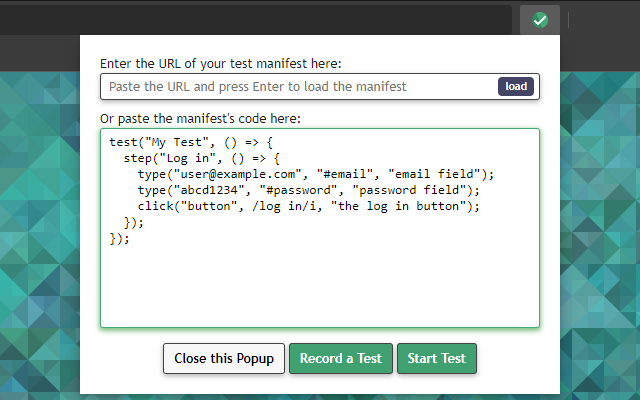 Enter the URL of your test manifest here:
Paste the URL and press Enter to load the manifest
load
Or paste the manifest's code here:
test("My Test", () => {
  step("Log in", () => {
    type("user@example.com", "#email", "email field");
    type("abcd1234", "#password", "password field");
    click("button", /log in/i, "the log in button");
  });
});
Close this Popup
Record a Test
Start Test